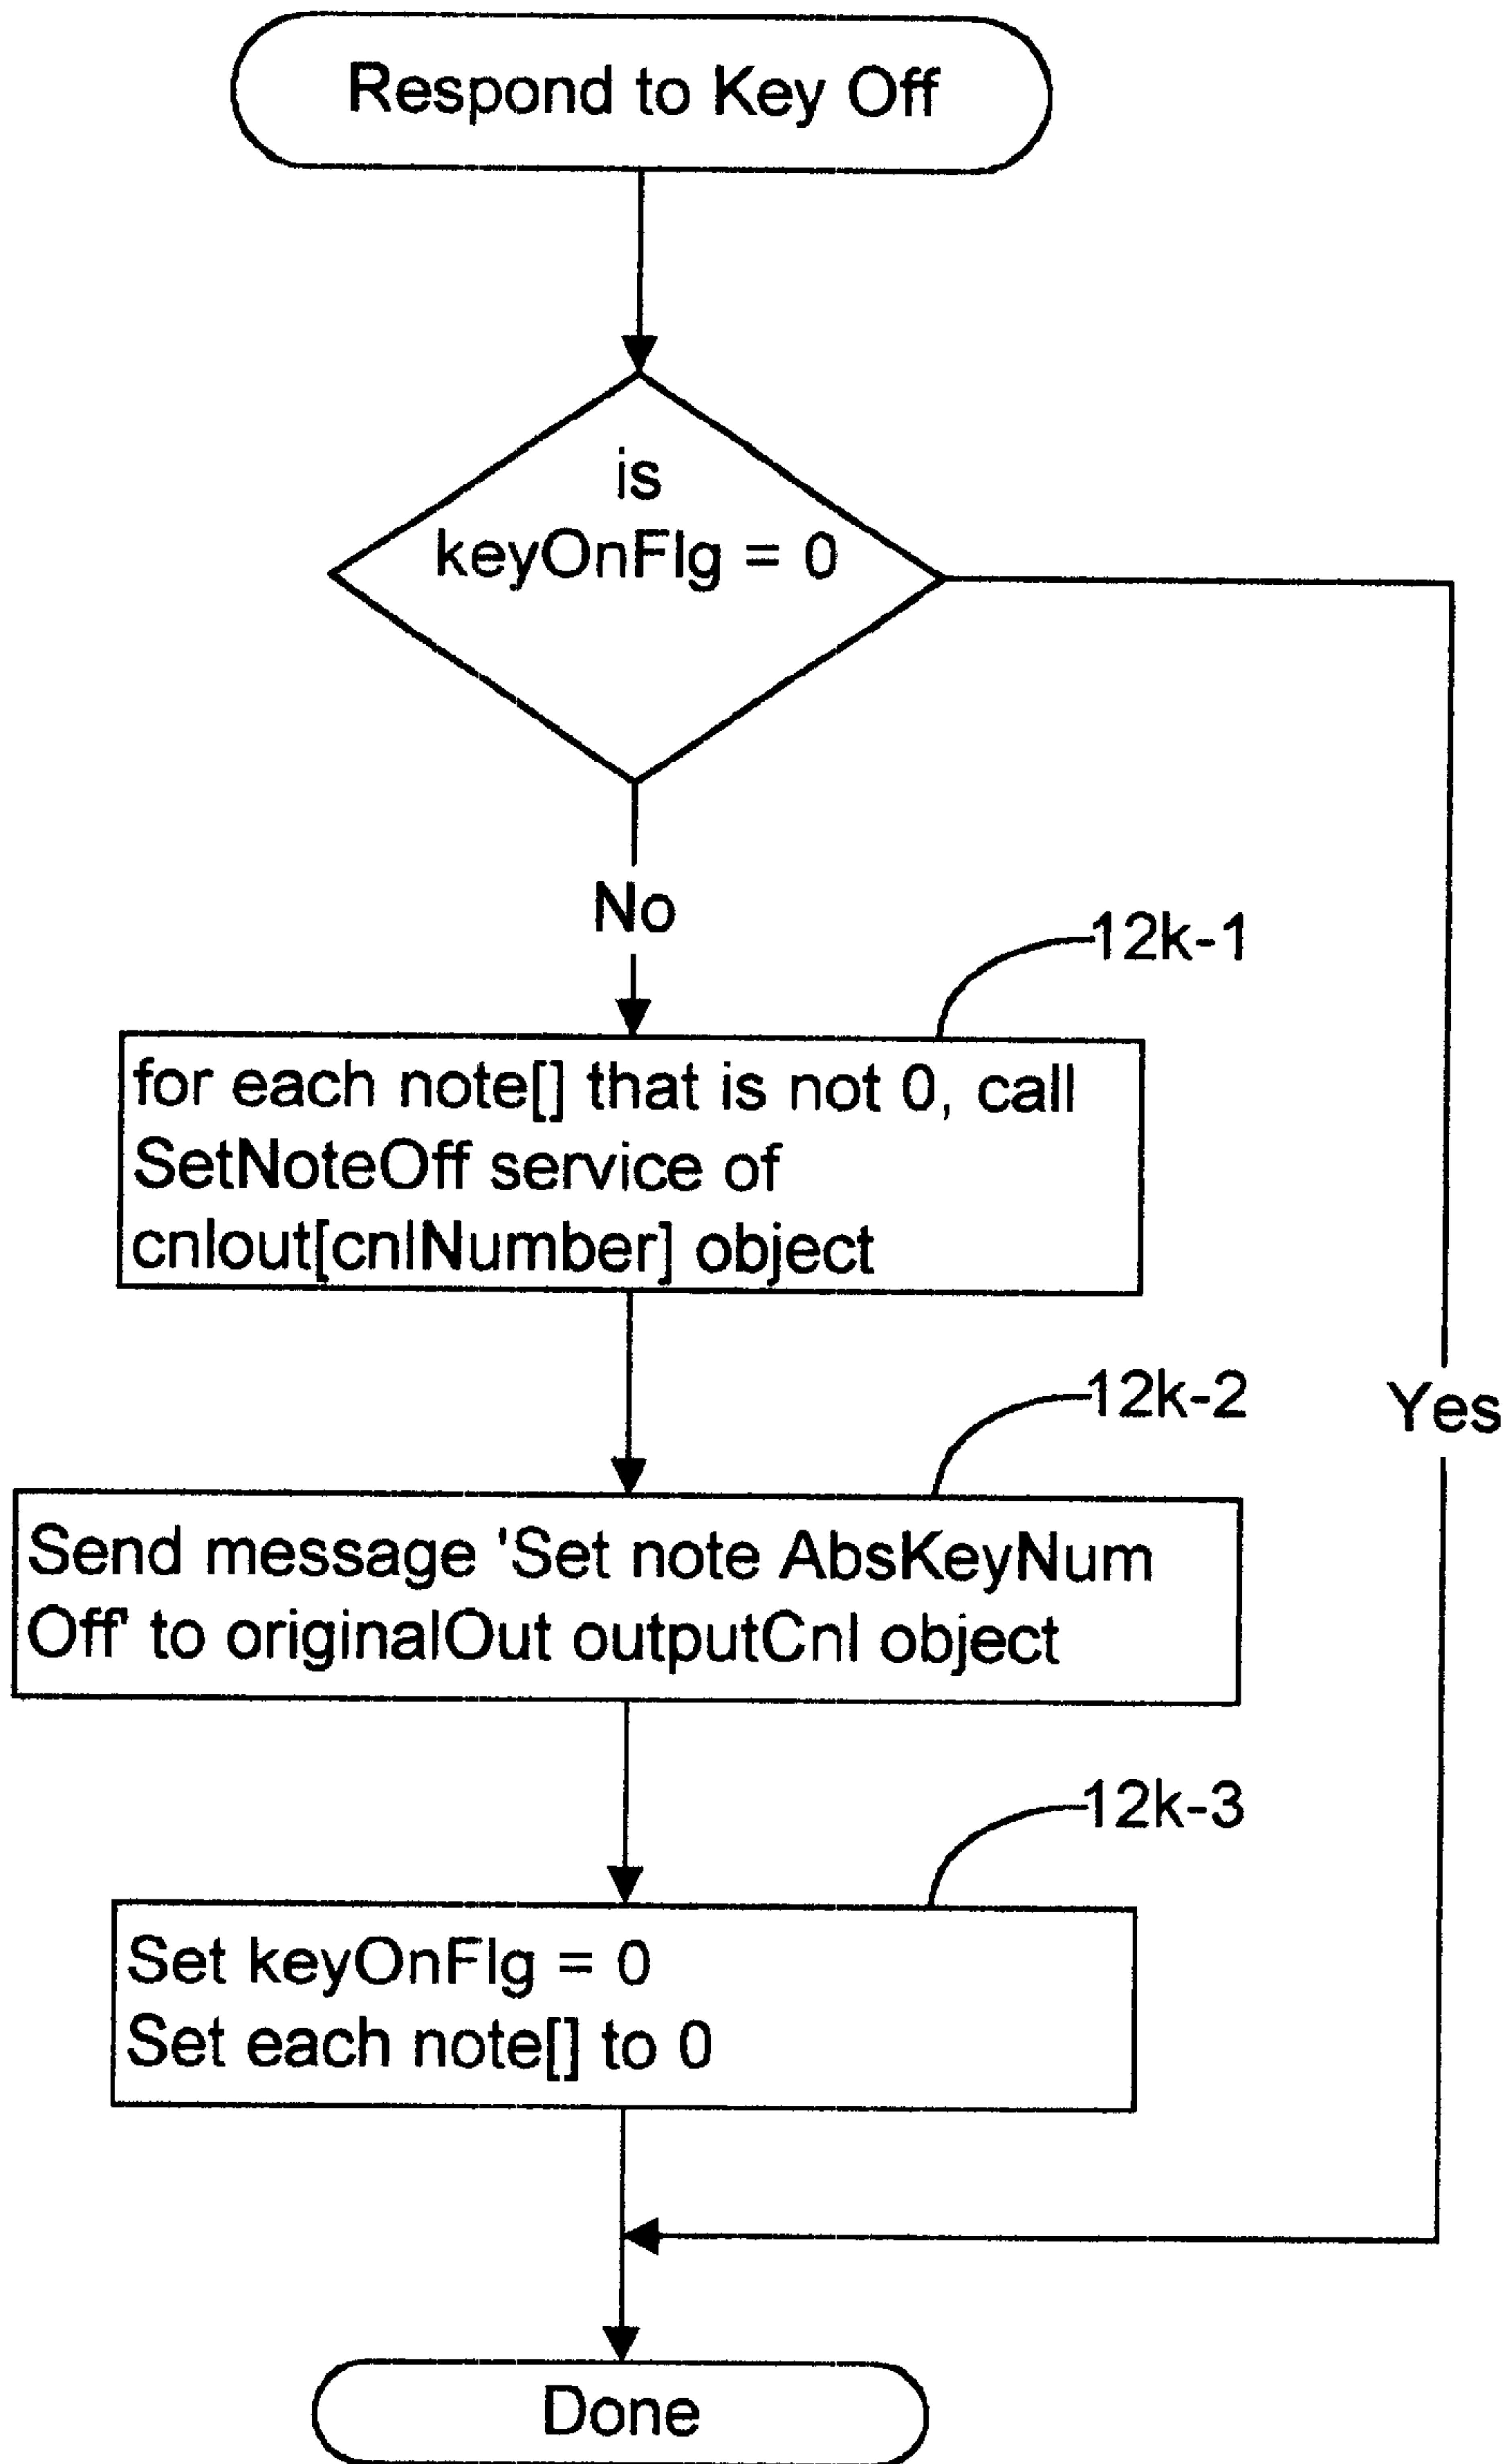 Respond to Key Off
is
keyOnFlg = 0
No
12k-1
for each note[] that is not 0, call
SetNoteOff service of
cnlout[cnlNumber] object
12k-2
Yes
Send message 'Set note AbsKeyNum
Off' to originalOut outputCnl object
12k-3
Set keyOnFlg = 0
Set each note[] to 0
Done